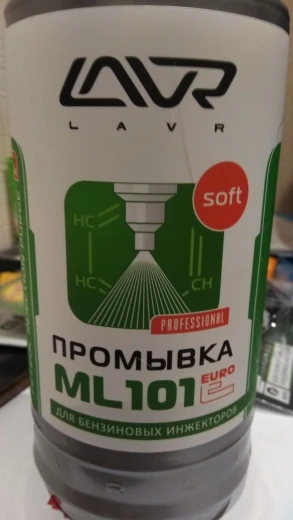 LAVR
LAVR
soft
HC
HC
CH
PROFESSIONAL
ПРОМЫВКА
ML101 EURO
ДЛЯ БЕНЗИНОВЫХ ИНЖЕКТОРОВ